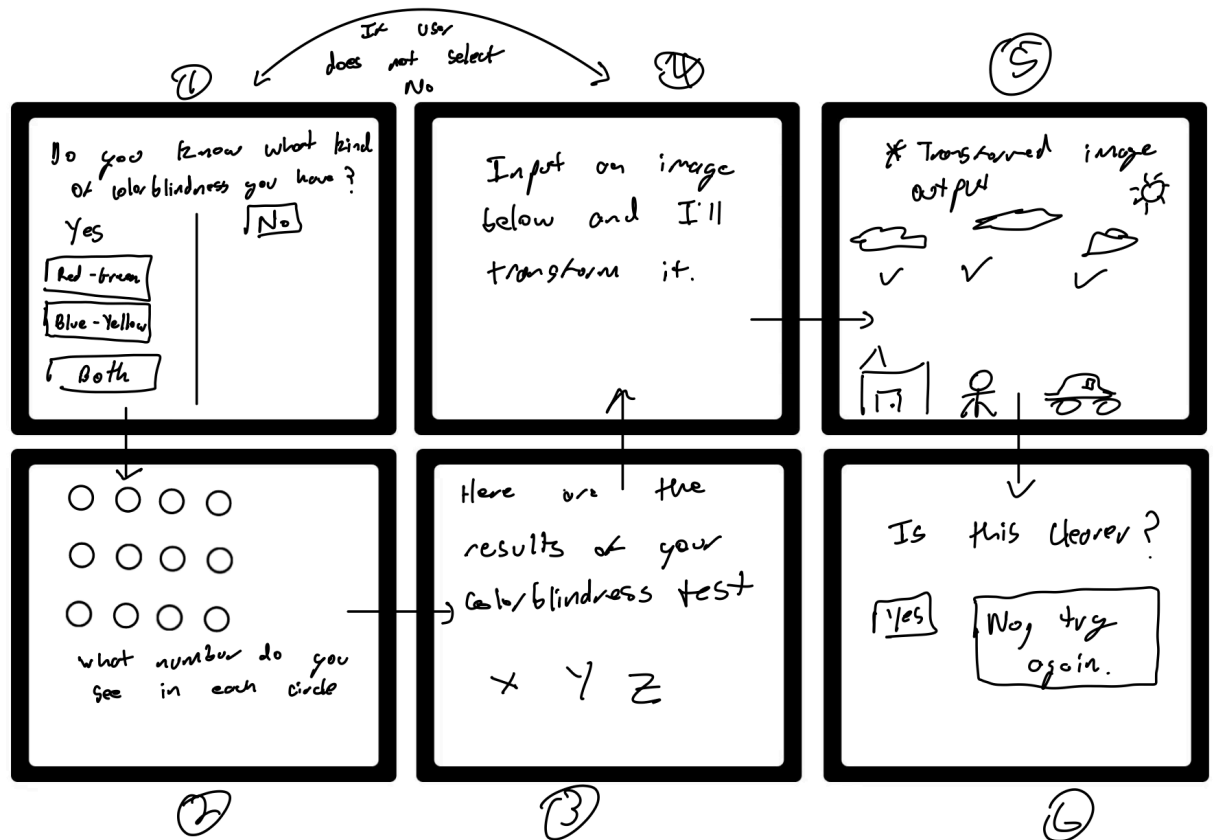 If user
does not select
No
1
Do you know what kind
of colorblindness you have?
Yes
No
Red-Green
Blue-Yellow
Both
4
Input an image
below and I'll
transform it.
5
* Transformed image
output
what number do you
see in each circle
2
Here are the
results of your
colorblindness test
X Y Z
3
Is this clearer?
Yes
No, try
again.
6